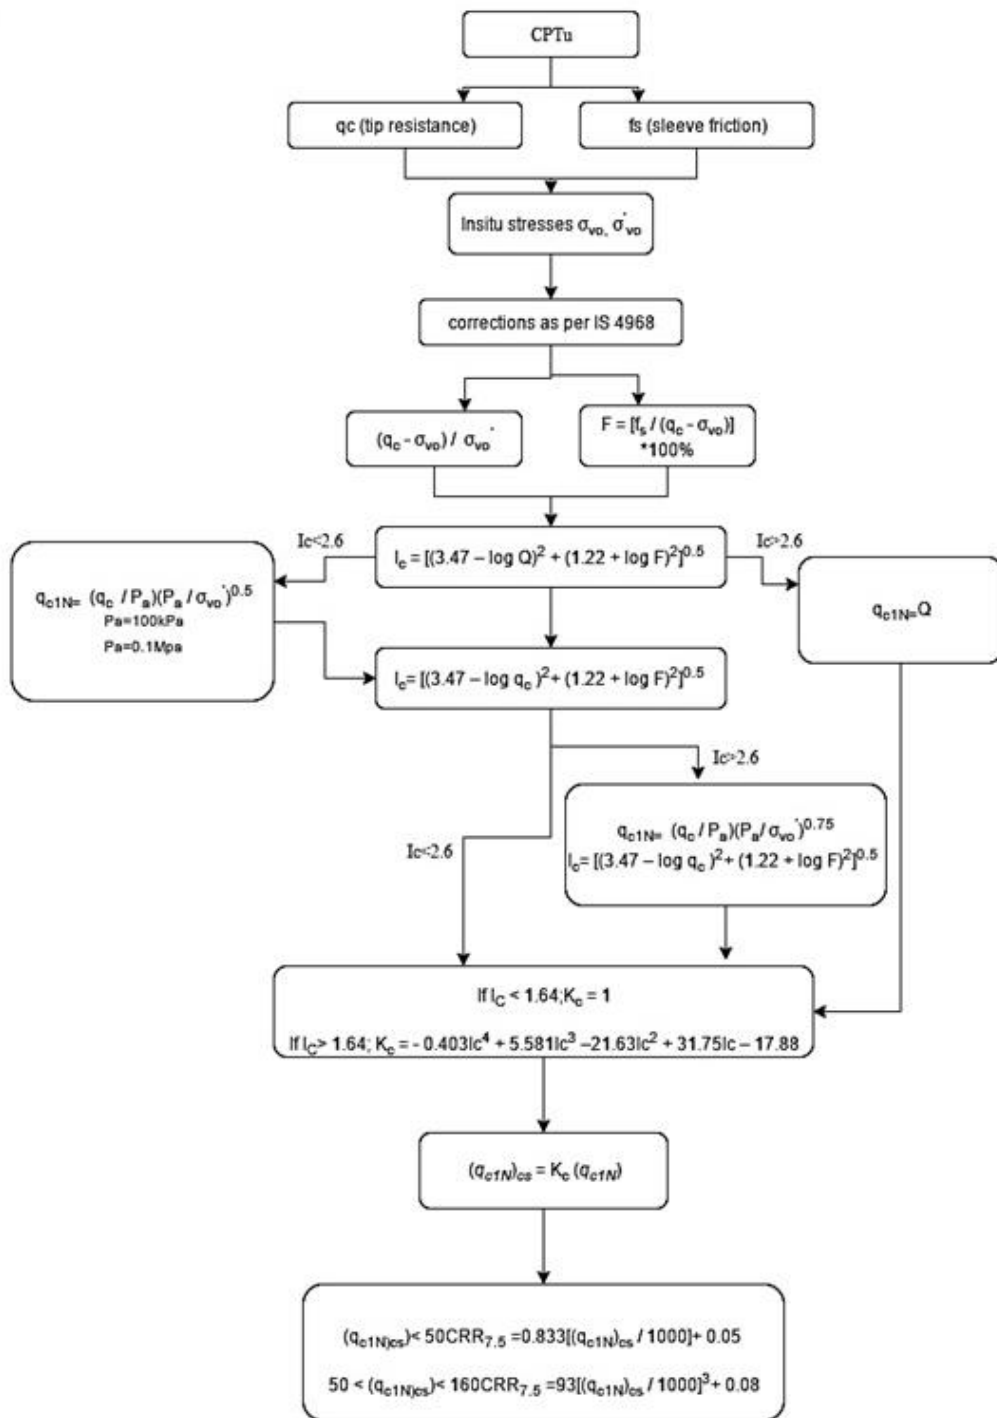 CPTu
qc (tip resistance)
fs (sleeve friction)
Insitu stresses σvo, σ'vo
corrections as per IS 4968
(qc - σvo) / σvo'
F = [fs / (qc - σvo)]
*100%
Ic<2.6
Ic = [(3.47 – log Q)^2 + (1.22 + log F)^2]^0.5
Ic>2.6
qc1N= (qc / Pa)(Pa / σvo')^0.5
Pa=100kPa
Pa=0.1Mpa
qc1N=Q
Ic= [(3.47 – log qc )^2 + (1.22 + log F)^2]^0.5
Ic>2.6
qc1N= (qc / Pa)(Pa / σvo')^0.75
Ic= [(3.47 – log qc )^2 + (1.22 + log F)^2]^0.5
Ic<2.6
If IC < 1.64;Kc = 1
If IC> 1.64; Kc = - 0.403Ic^4 + 5.581Ic^3 –21.63Ic^2 + 31.75Ic – 17.88
(qc1N)cs = Kc (qc1N)
(qc1N)cs)< 50CRR7.5 =0.833[(qc1N)cs / 1000]+ 0.05
50 < (qc1N)cs)< 160CRR7.5 =93[(qc1N)cs / 1000]^3 + 0.08